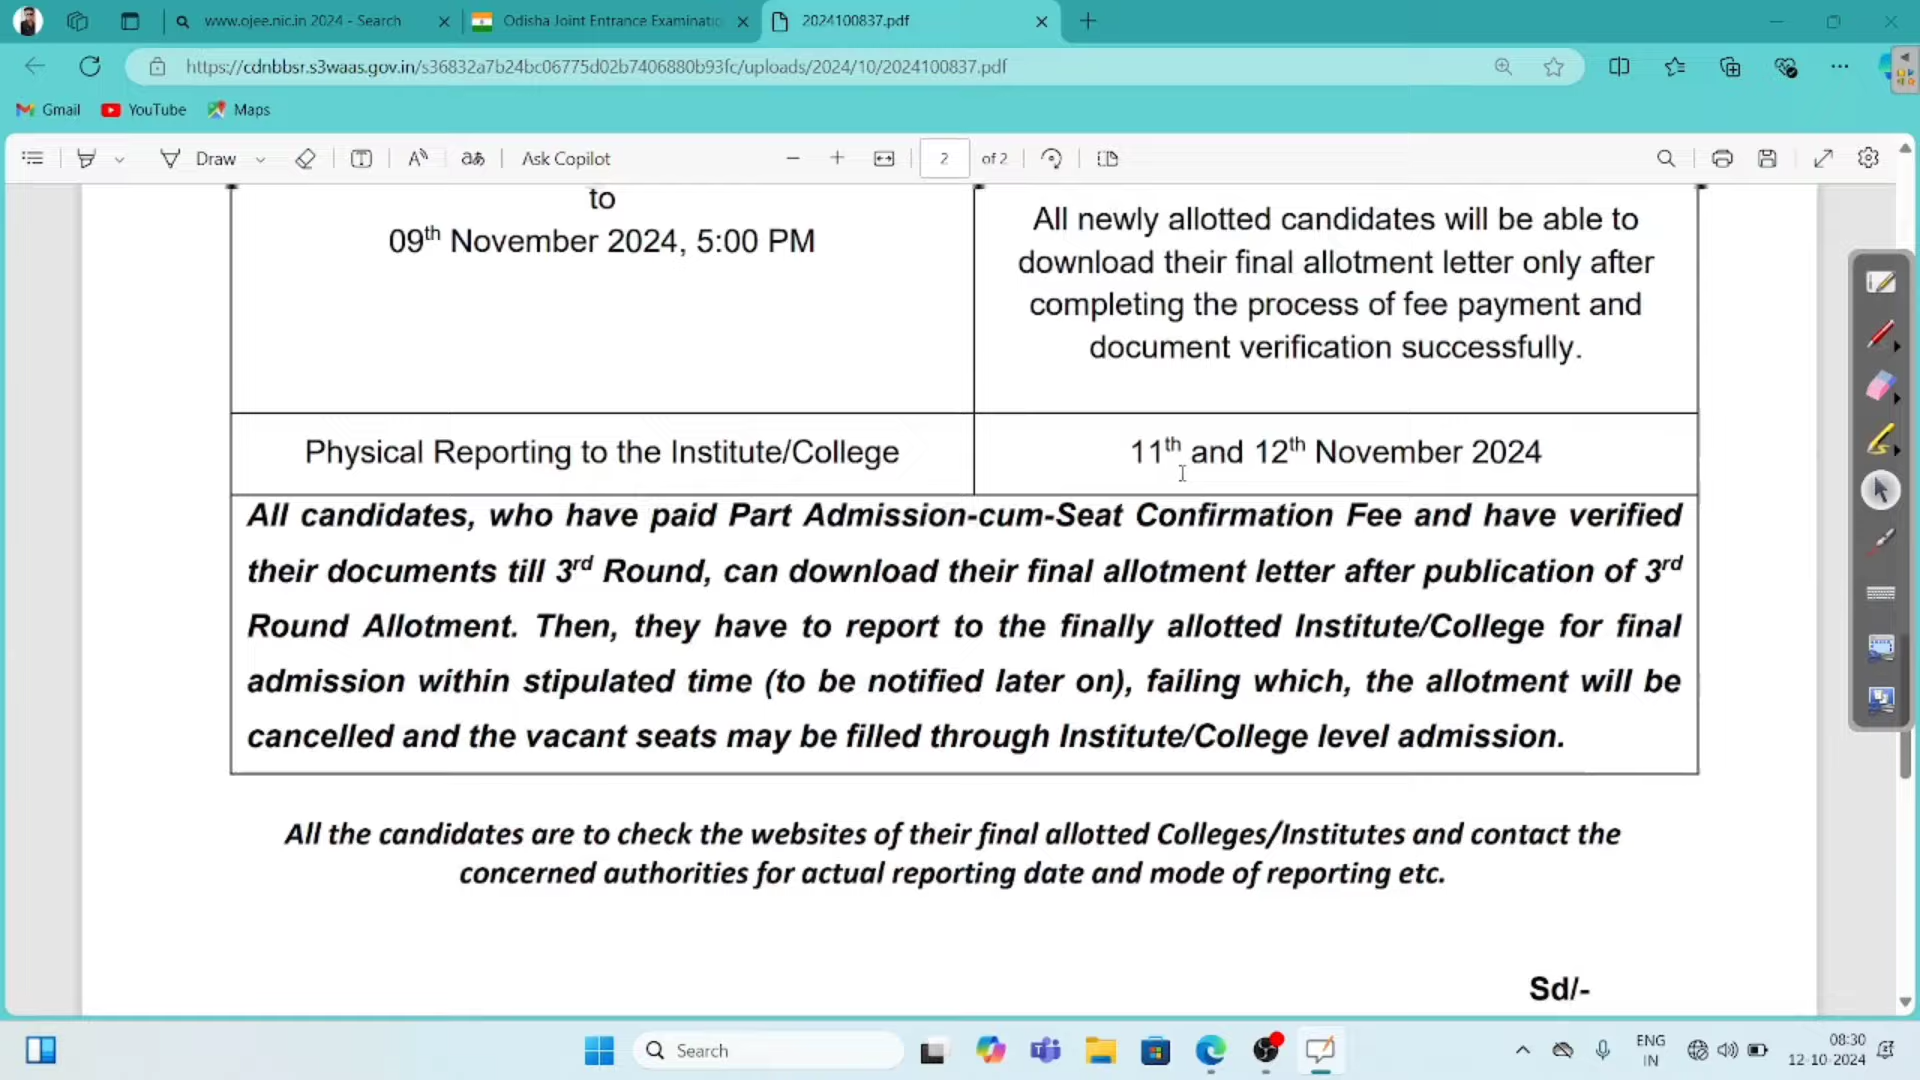 www.ojee.nic.in 2024 - Search
Odisha Joint Entrance Examinatio
2024100837.pdf
https://cdnbbsr.s3waas.gov.in/s36832a7b24bc06775d02b7406880b93fc/uploads/2024/10/2024100837.pdf
Gmail
YouTube
Maps
Draw
Ask Copilot
2
of 2
to
09th November 2024, 5:00 PM
All newly allotted candidates will be able to
download their final allotment letter only after
completing the process of fee payment and
document verification successfully.
Physical Reporting to the Institute/College
11th and 12th November 2024
All candidates, who have paid Part Admission-cum-Seat Confirmation Fee and have verified
their documents till 3rd Round, can download their final allotment letter after publication of 3rd
Round Allotment. Then, they have to report to the finally allotted Institute/College for final
admission within stipulated time (to be notified later on), failing which, the allotment will be
cancelled and the vacant seats may be filled through Institute/College level admission.
All the candidates are to check the websites of their final allotted Colleges/Institutes and contact the
concerned authorities for actual reporting date and mode of reporting etc.
Sd/-
Search
ENG
IN
08:30
12-10-2024